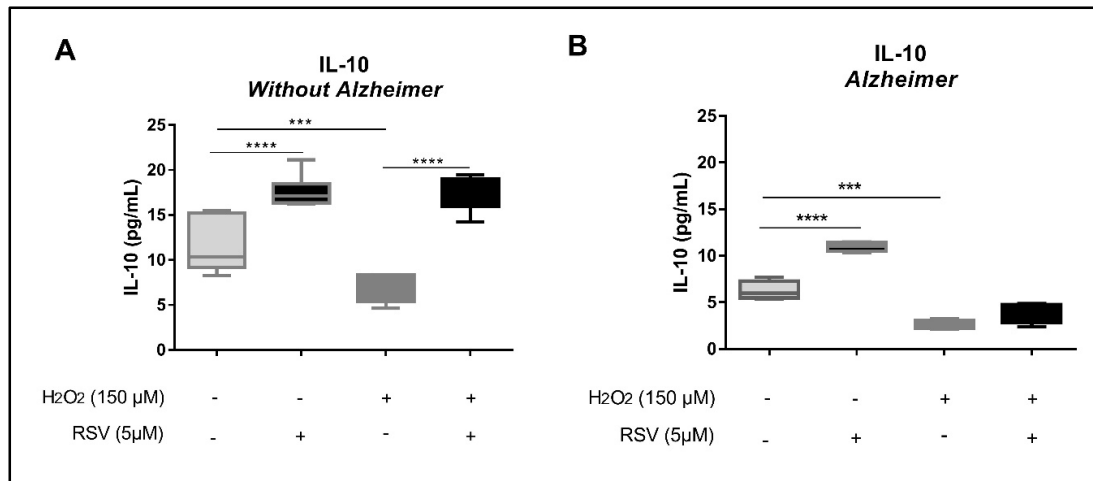 A
IL-10
Without Alzheimer
25
20
15
10
5
0
IL-10 (pg/mL)
***
****
****
H2O2 (150 µM) - - + +
RSV (5µM) - + - +
B
IL-10
Alzheimer
25
20
15
10
5
0
IL-10 (pg/mL)
***
****
H2O2 (150 µM) - - + +
RSV (5µM) - + - +